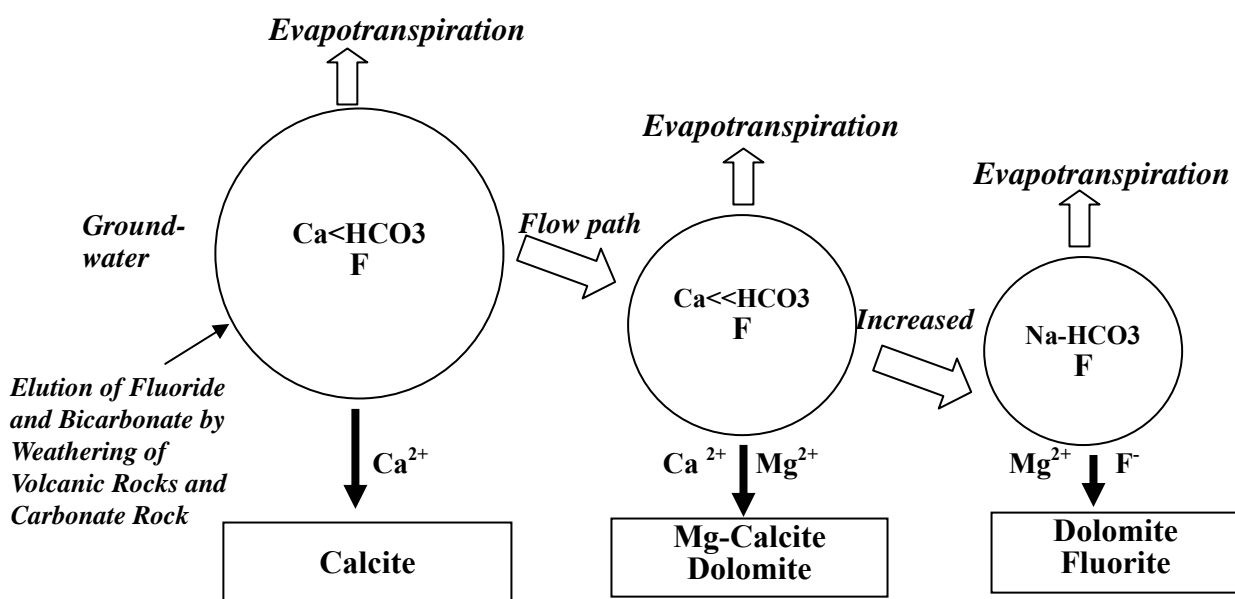 Evapotranspiration
Evapotranspiration
Evapotranspiration
Ground-
water
Ca<HCO3
F
Flow path
Ca<<HCO3
F
Increased
Na-HCO3
F
Elution of Fluoride
and Bicarbonate by
Weathering of
Volcanic Rocks and
Carbonate Rock
Ca²⁺
Ca ²⁺ Mg²⁺
Mg²⁺ F⁻
Calcite
Mg-Calcite
Dolomite
Dolomite
Fluorite